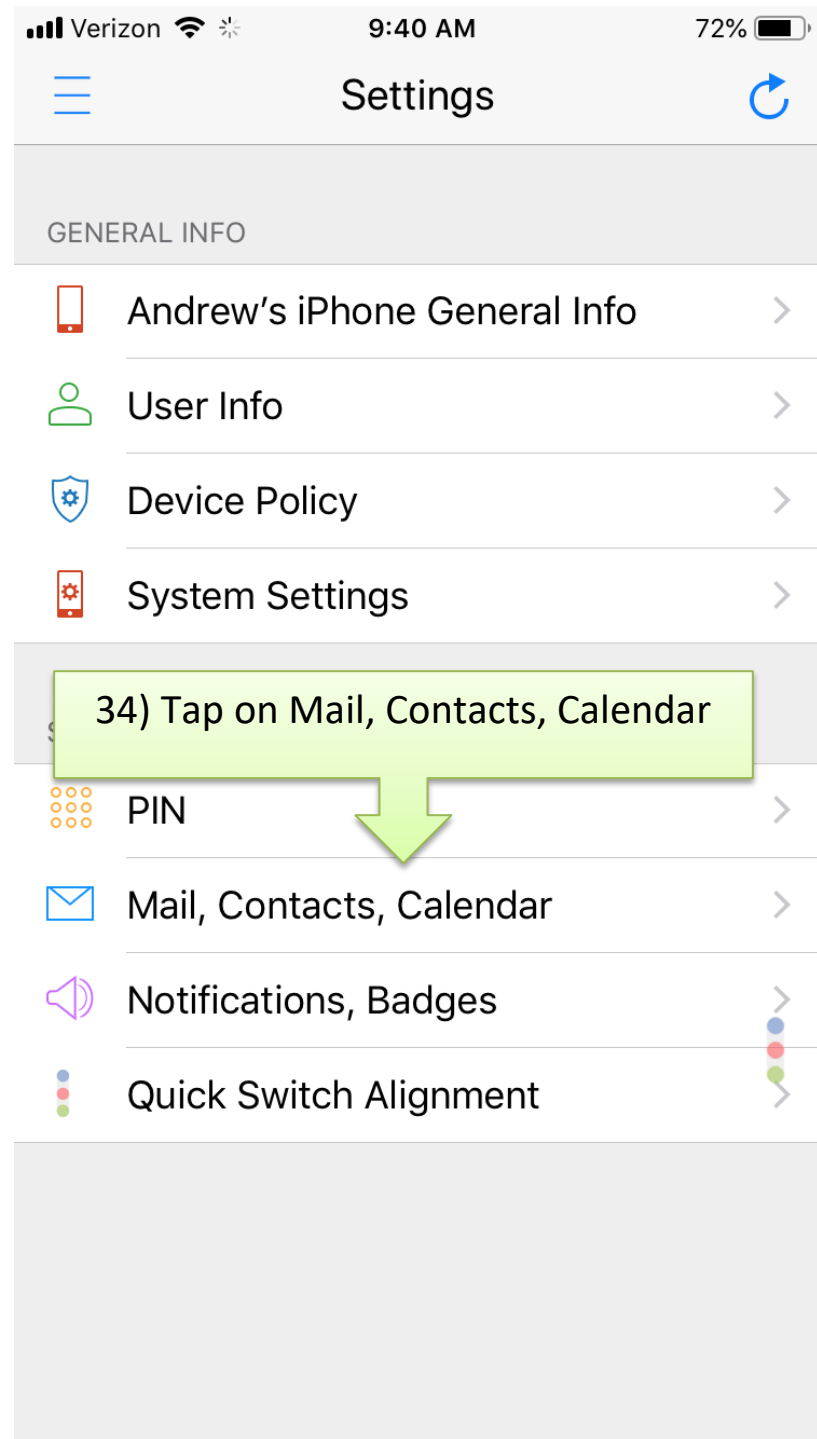 Verizon 9:40 AM 72%
Settings
GENERAL INFO
Andrew’s iPhone General Info
User Info
Device Policy
System Settings
34) Tap on Mail, Contacts, Calendar
PIN
Mail, Contacts, Calendar
Notifications, Badges
Quick Switch Alignment